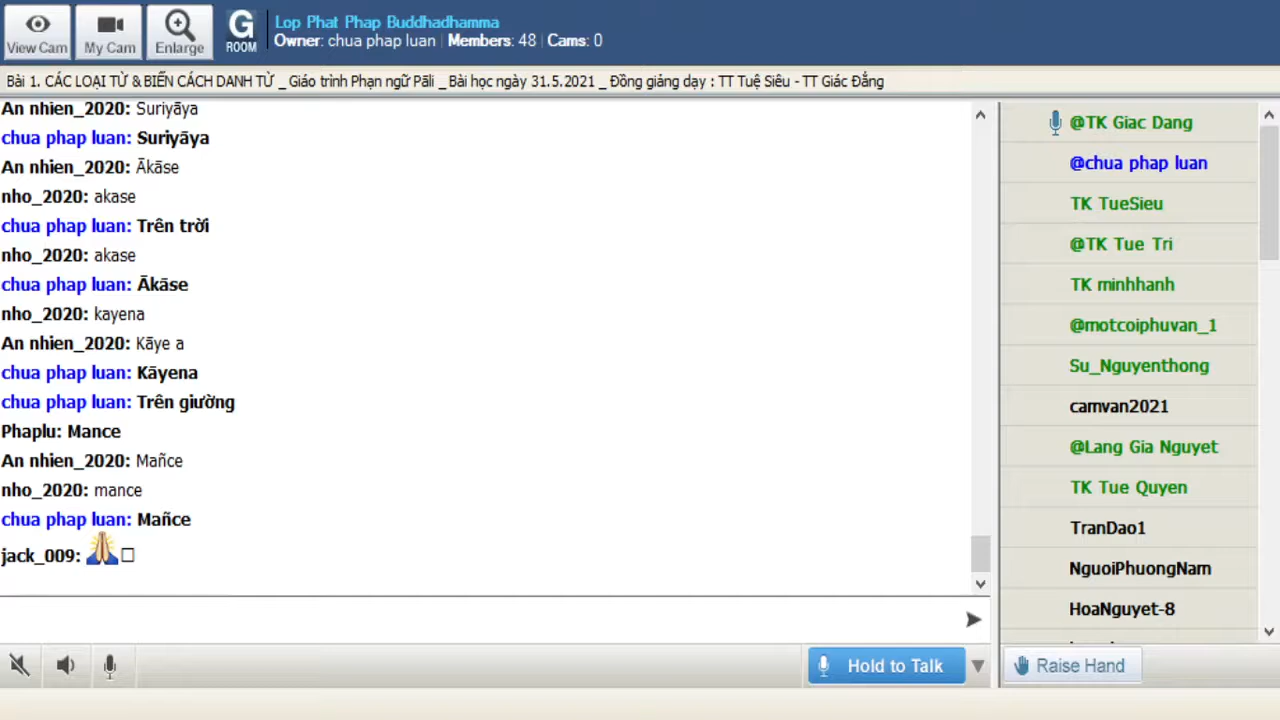 View Cam
My Cam
Enlarge
G ROOM
Lop Phat Phap Buddhadhamma
Owner: chua phap luan | Members: 48 | Cams: 0
Bài 1. CÁC LOẠI TỪ & BIẾN CÁCH DANH TỪ _ Giáo trình Phạn ngữ Pāli _ Bài học ngày 31.5.2021 _ Đồng giảng dạy : TT Tuệ Siêu - TT Giác Đẳng
An nhien_2020: Suriyāya
chua phap luan: Suriyāya
An nhien_2020: Ākāse
nho_2020: akase
chua phap luan: Trên trời
nho_2020: akase
chua phap luan: Ākāse
nho_2020: kayena
An nhien_2020: Kāye a
chua phap luan: Kāyena
chua phap luan: Trên giường
Phaplu: Mance
An nhien_2020: Mañce
nho_2020: mance
chua phap luan: Mañce
jack_009:
@TK Giac Dang
@chua phap luan
TK TueSieu
@TK Tue Tri
TK minhhanh
@motcoiphuvan_1
Su_Nguyenthong
camvan2021
@Lang Gia Nguyet
TK Tue Quyen
TranDao1
NguoiPhuongNam
HoaNguyet-8
Hold to Talk
Raise Hand